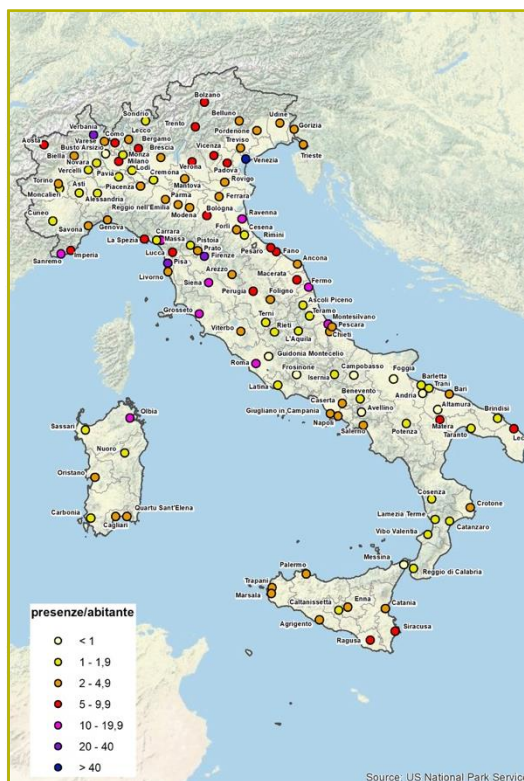 Bolzano
Sondrio
Belluno
Udine
Trento
Verbania
Pordenone
Gorizia
Como
Lecco
Treviso
Aosta
Varese
Bergamo
Vicenza
Busto Arsizio
Brescia
Trieste
Biella
Monza
Venezia
Novara
Milano
Verona
Padova
Vercelli
Lodi
Torino
Pavia
Cremona
Rovigo
Asti
Piacenza
Mantova
Moncalieri
Parma
Ferrara
Alessandria
Reggio nell'Emilia
Bologna
Cuneo
Modena
Ravenna
Genova
Forlì
Savona
Cesena
La Spezia
Carrara
Rimini
Massa
Pistoia
Pesaro
Fano
Imperia
Lucca
Prato
Sanremo
Pisa
Firenze
Ancona
Livorno
Arezzo
Macerata
Siena
Foligno
Fermo
Perugia
Grosseto
Ascoli Piceno
Terni
Teramo
Viterbo
Rieti
Montesilvano
Pescara
L'Aquila
Chieti
Guidonia Montecelio
Roma
Frosinone
Campobasso
Foggia
Barletta
Isernia
Trani
Latina
Benevento
Andria
Bari
Caserta
Altamura
Olbia
Giugliano in Campania
Avellino
Brindisi
Sassari
Matera
Salerno
Potenza
Taranto
Nuoro
Oristano
Cosenza
Crotone
Quartu Sant'Elena
Lamezia Terme
Carbonia
Catanzaro
Cagliari
Vibo Valentia
Messina
Palermo
Reggio di Calabria
Trapani
Marsala
Caltanissetta
Enna
Catania
Agrigento
Siracusa
Ragusa
presenze/abitante
< 1
1 - 1,9
2 - 4,9
5 - 9,9
10 - 19,9
20 - 40
> 40
Source: US National Park Service